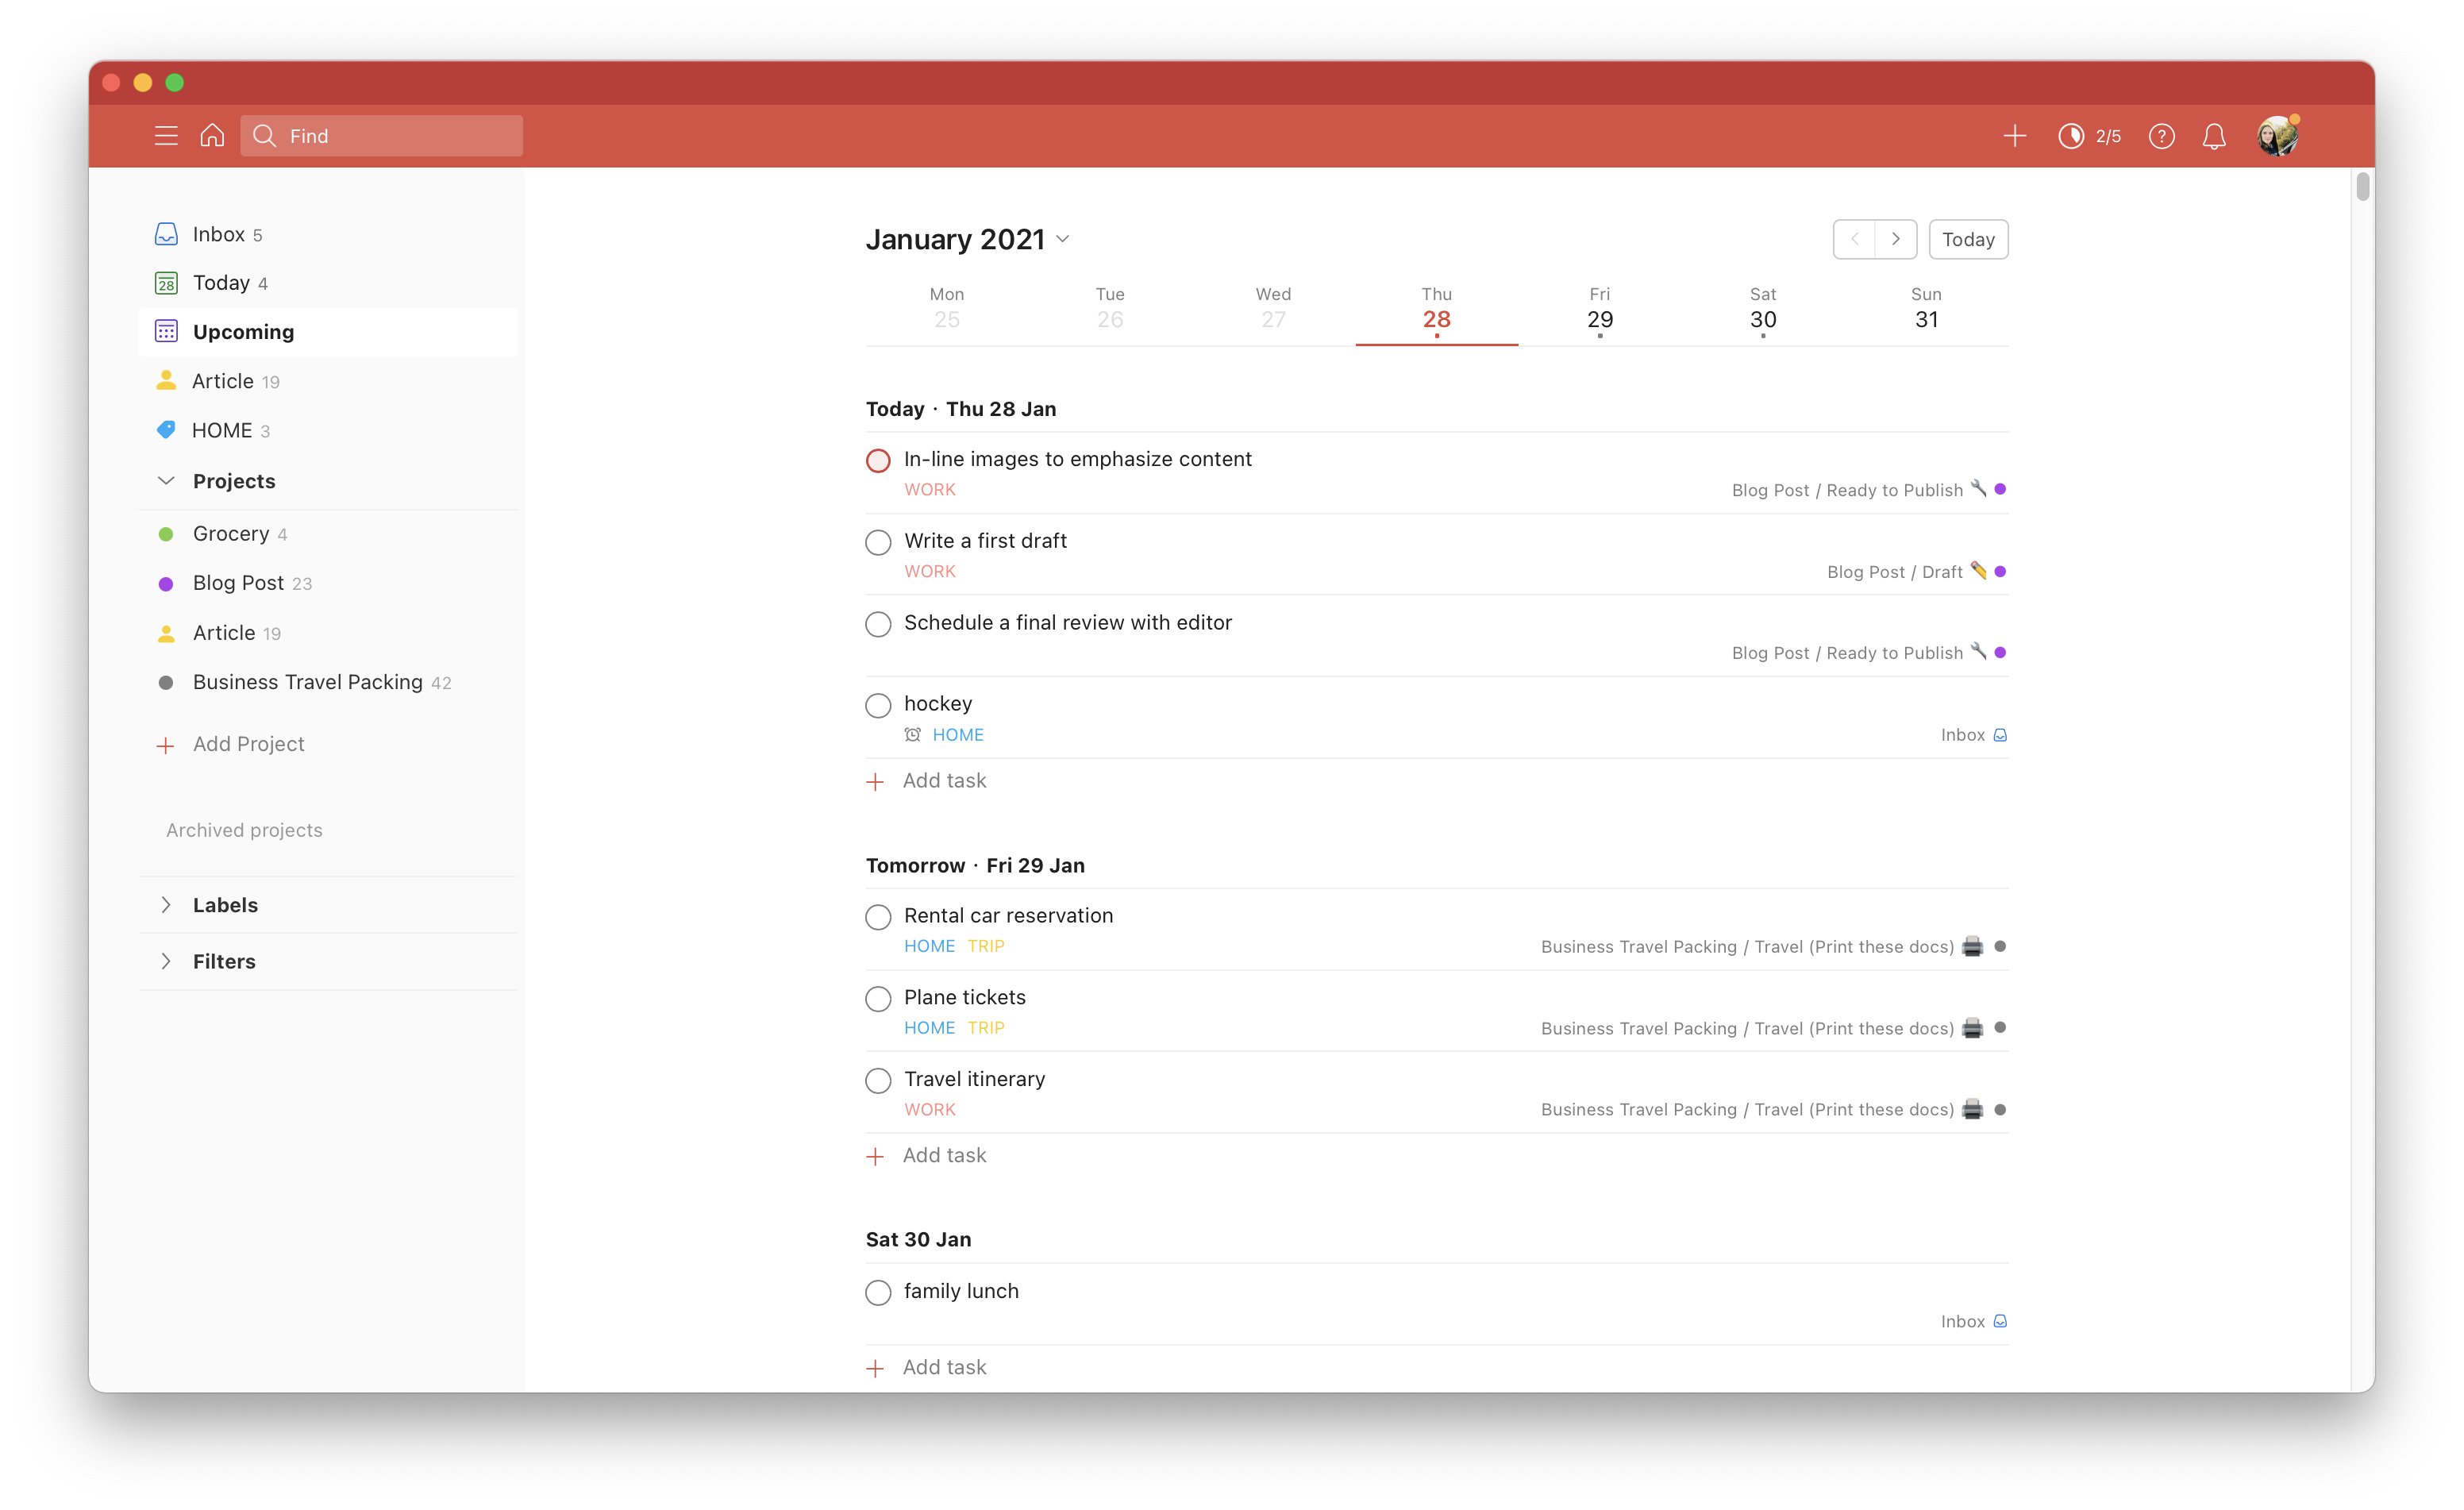 Find
2/5
Inbox 5
28 Today 4
Upcoming
Article 19
HOME 3
Projects
Grocery 4
Blog Post 23
Article 19
Business Travel Packing 42
Add Project
Archived projects
Labels
Filters
January 2021
Today
Mon Tue Wed Thu Fri Sat Sun
25 26 27 28 29 30 31
Today · Thu 28 Jan
In-line images to emphasize content
WORK Blog Post / Ready to Publish
Write a first draft
WORK Blog Post / Draft
Schedule a final review with editor
Blog Post / Ready to Publish
hockey
HOME Inbox
Add task
Tomorrow · Fri 29 Jan
Rental car reservation
HOME TRIP Business Travel Packing / Travel (Print these docs)
Plane tickets
HOME TRIP Business Travel Packing / Travel (Print these docs)
Travel itinerary
WORK Business Travel Packing / Travel (Print these docs)
Add task
Sat 30 Jan
family lunch
Inbox
Add task